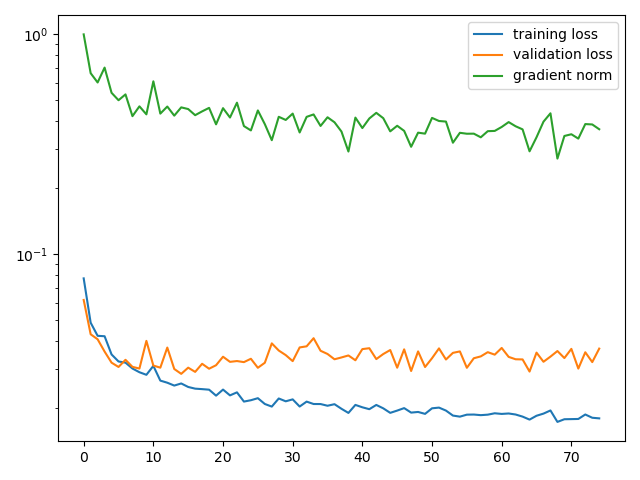 training loss
validation loss
gradient norm
10⁰
10⁻¹
0 10 20 30 40 50 60 70